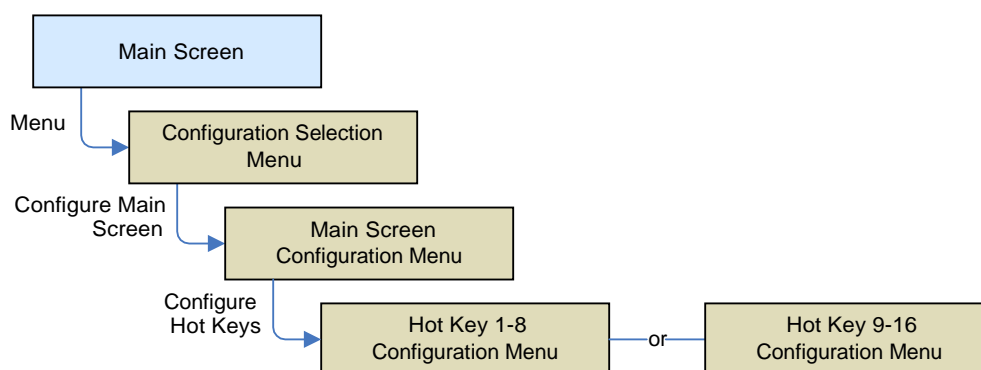 Main Screen
Menu
Configuration Selection
Menu
Configure Main
Screen
Main Screen
Configuration Menu
Configure
Hot Keys
Hot Key 1-8
Configuration Menu
or
Hot Key 9-16
Configuration Menu